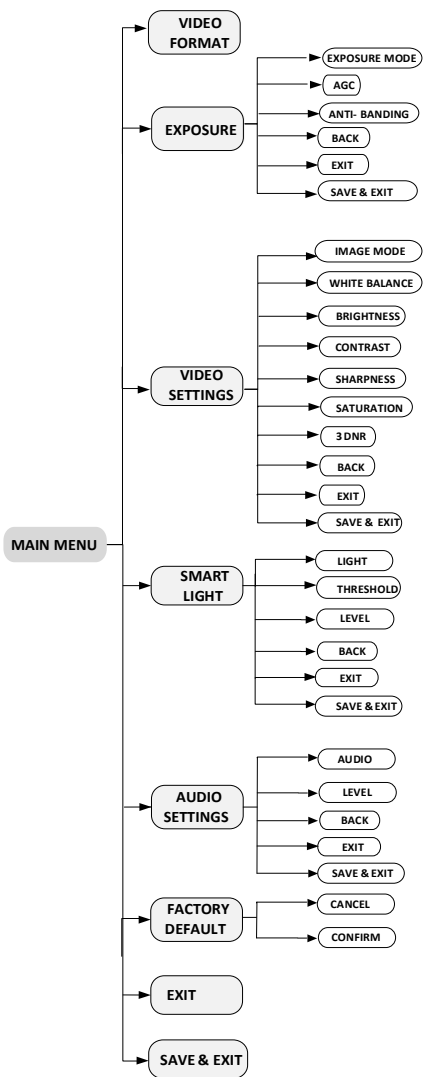 MAIN MENU
VIDEO
FORMAT
EXPOSURE
EXPOSURE MODE
AGC
ANTI- BANDING
BACK
EXIT
SAVE & EXIT
VIDEO
SETTINGS
IMAGE MODE
WHITE BALANCE
BRIGHTNESS
CONTRAST
SHARPNESS
SATURATION
3 DNR
BACK
EXIT
SAVE & EXIT
SMART
LIGHT
LIGHT
THRESHOLD
LEVEL
BACK
EXIT
SAVE & EXIT
AUDIO
SETTINGS
AUDIO
LEVEL
BACK
EXIT
SAVE & EXIT
FACTORY
DEFAULT
CANCEL
CONFIRM
EXIT
SAVE & EXIT